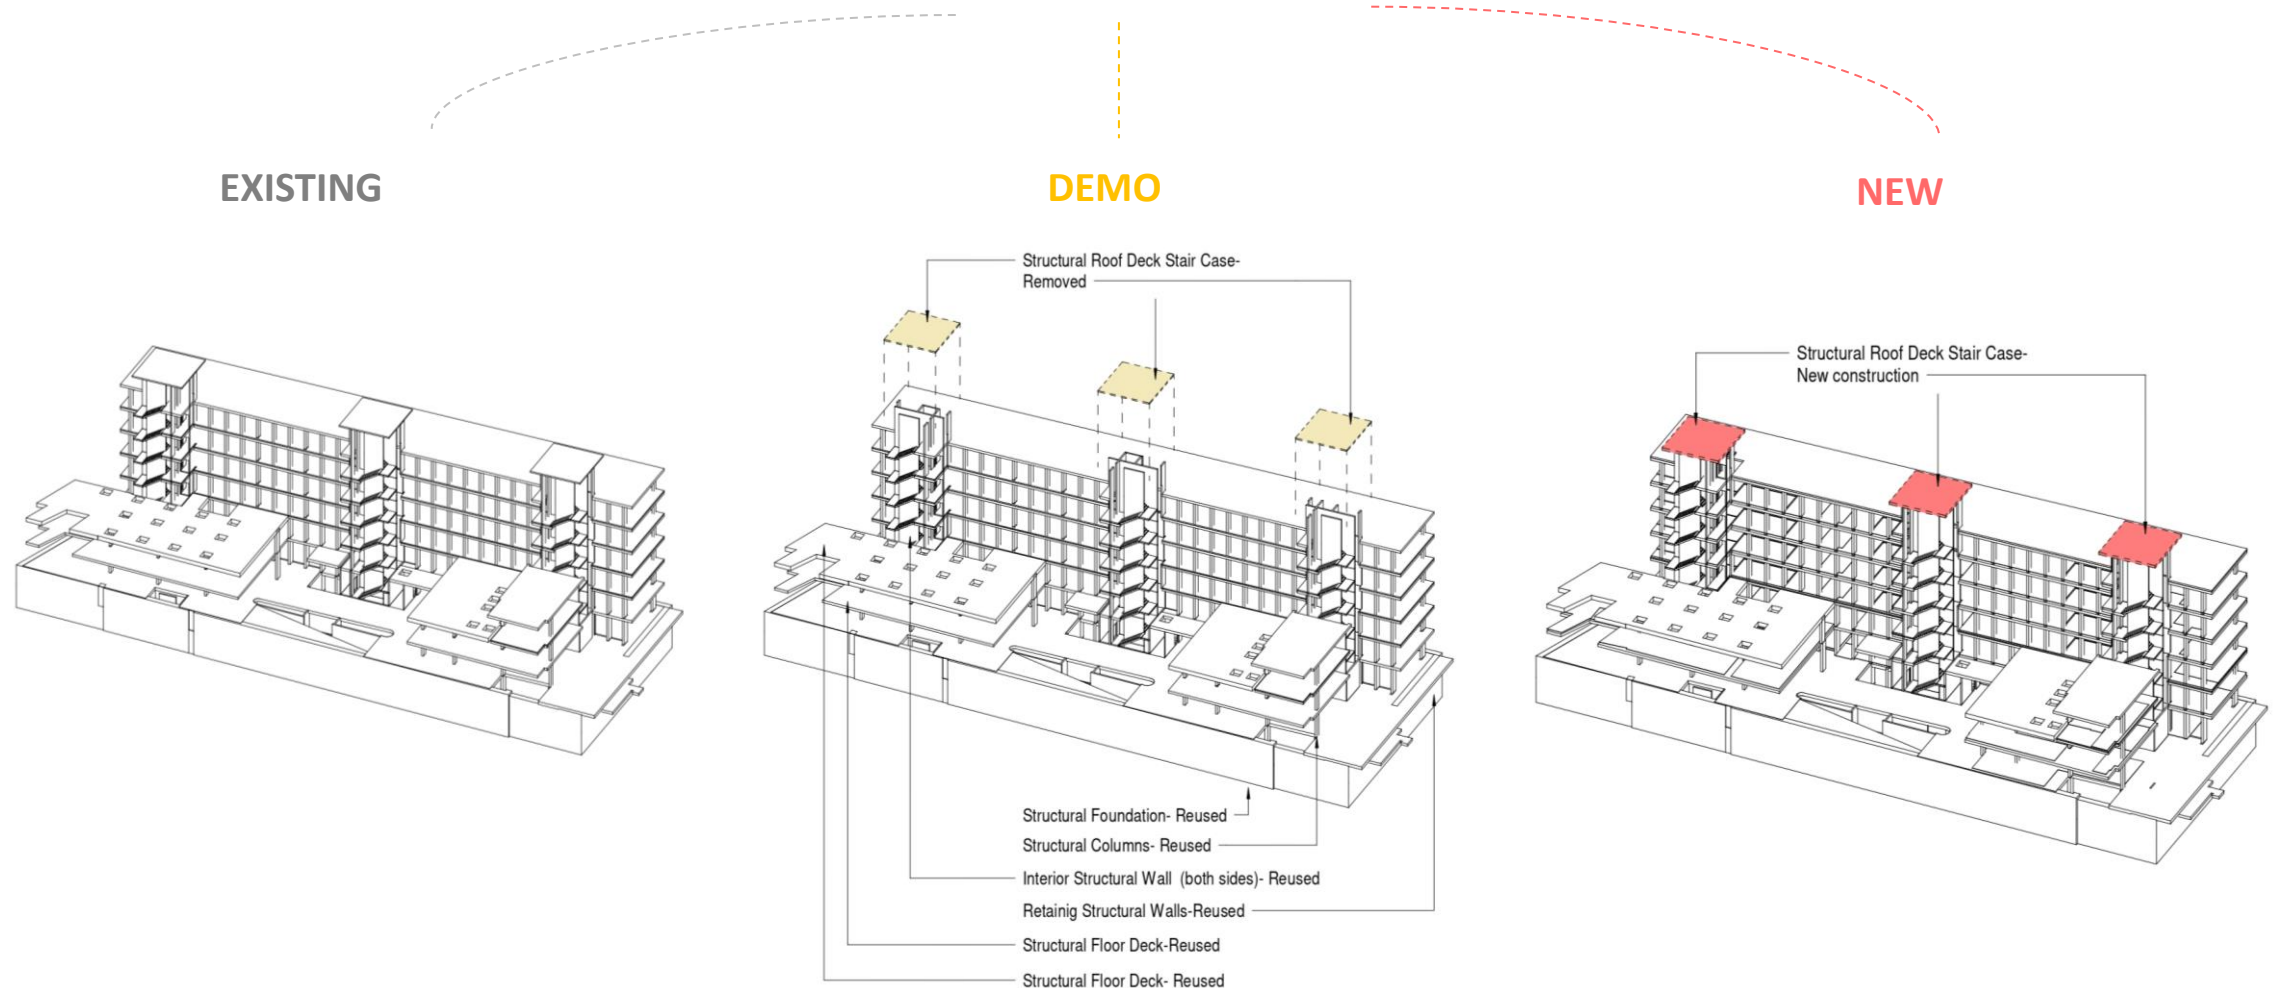 EXISTING
DEMO
NEW
Structural Roof Deck Stair Case-
Removed
Structural Roof Deck Stair Case-
New construction
Structural Foundation- Reused
Structural Columns- Reused
Interior Structural Wall (both sides)- Reused
Retainig Structural Walls-Reused
Structural Floor Deck-Reused
Structural Floor Deck- Reused